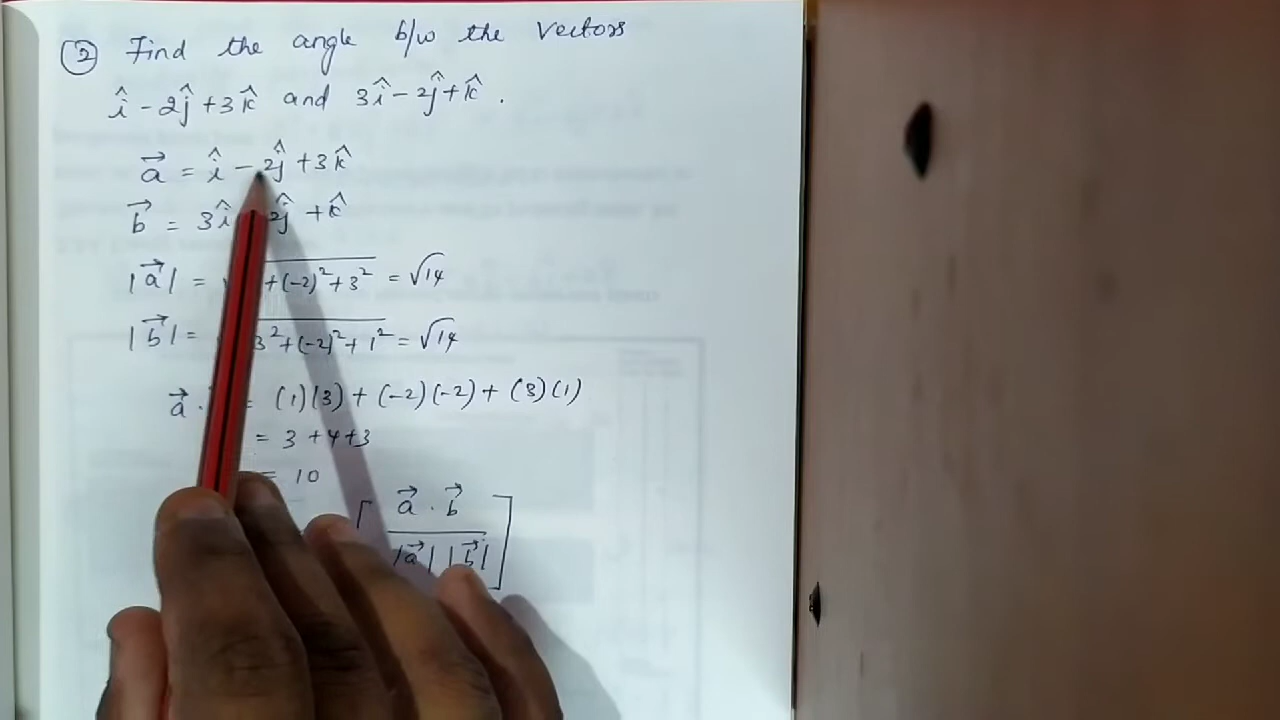 ② Find the angle b/w the vectors
î - 2ĵ + 3k̂ and 3î - 2ĵ + k̂ .
a⃗ = î - 2ĵ + 3k̂
b⃗ = 3î 2ĵ + k̂
|a⃗| = + (-2)² + 3² = √14
|b⃗| = 3² + (-2)² + 1² = √14
a⃗ . = (1)(3) + (-2)(-2) + (3)(1)
= 3 + 4 + 3
= 10
[ a⃗ . b⃗
|a⃗| |b⃗| ]